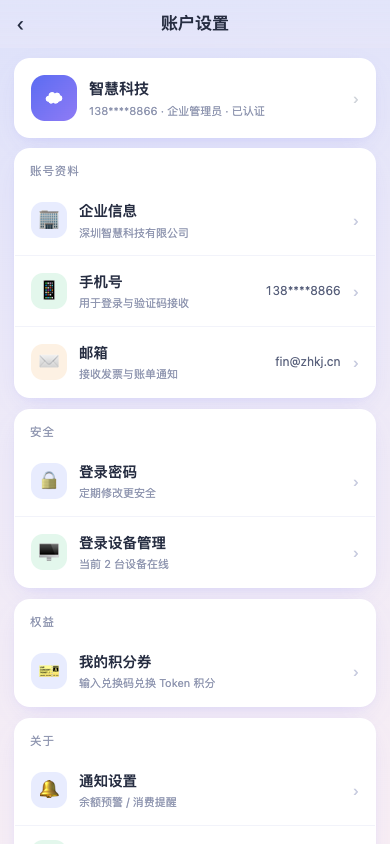 账户设置
智慧科技
138****8866 · 企业管理员 · 已认证
账号资料
企业信息
深圳智慧科技有限公司
手机号
用于登录与验证码接收
138****8866
邮箱
接收发票与账单通知
fin@zhkj.cn
安全
登录密码
定期修改更安全
登录设备管理
当前 2 台设备在线
权益
我的积分券
输入兑换码兑换 Token 积分
关于
通知设置
余额预警 / 消费提醒